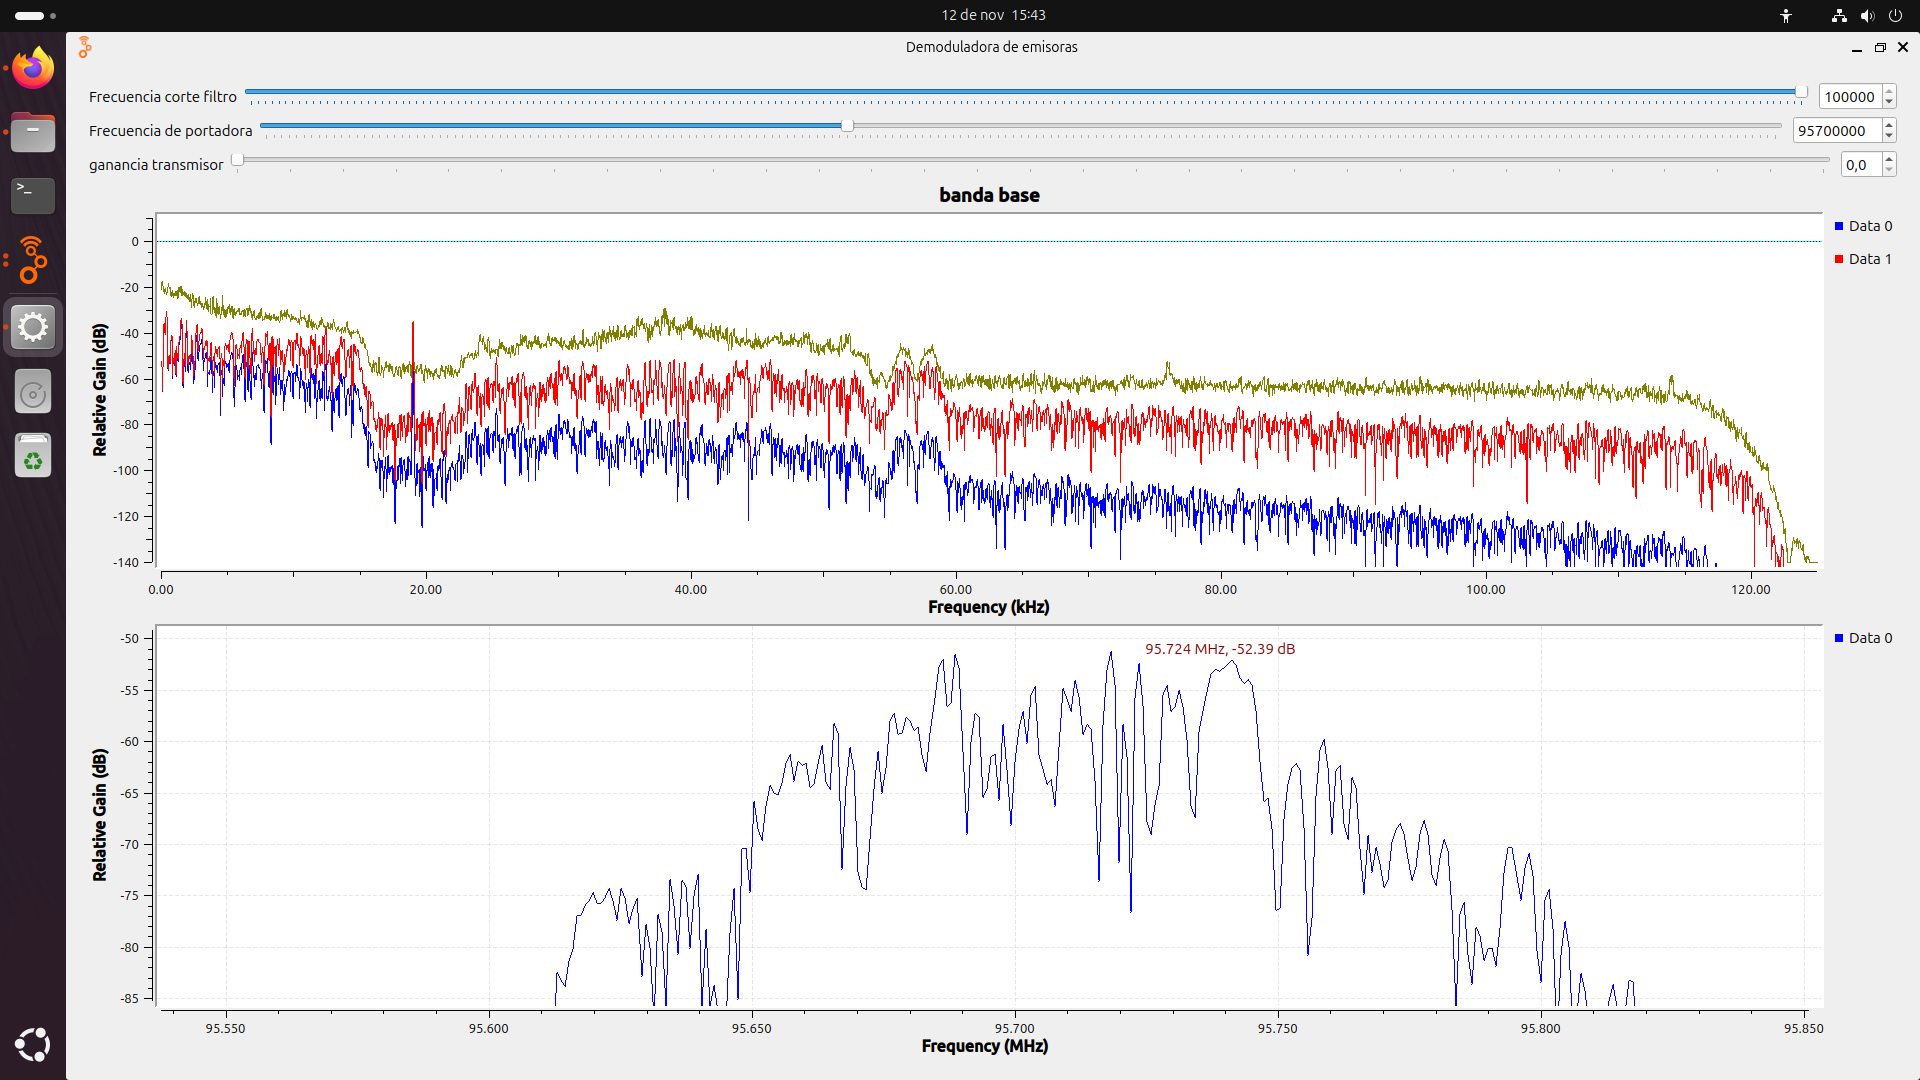 12 de nov 15:43
Demoduladora de emisoras
Frecuencia corte filtro 100000
Frecuencia de portadora 95700000
ganancia transmisor 0,0
banda base
Relative Gain (dB)
0
-20
-40
-60
-80
-100
-120
-140
0.00 20.00 40.00 60.00 80.00 100.00 120.00
Frequency (kHz)
Data 0
Data 1
Relative Gain (dB)
-50
-55
-60
-65
-70
-75
-80
-85
95.724 MHz, -52.39 dB
95.550 95.600 95.650 95.700 95.750 95.800 95.850
Frequency (MHz)
Data 0
>_